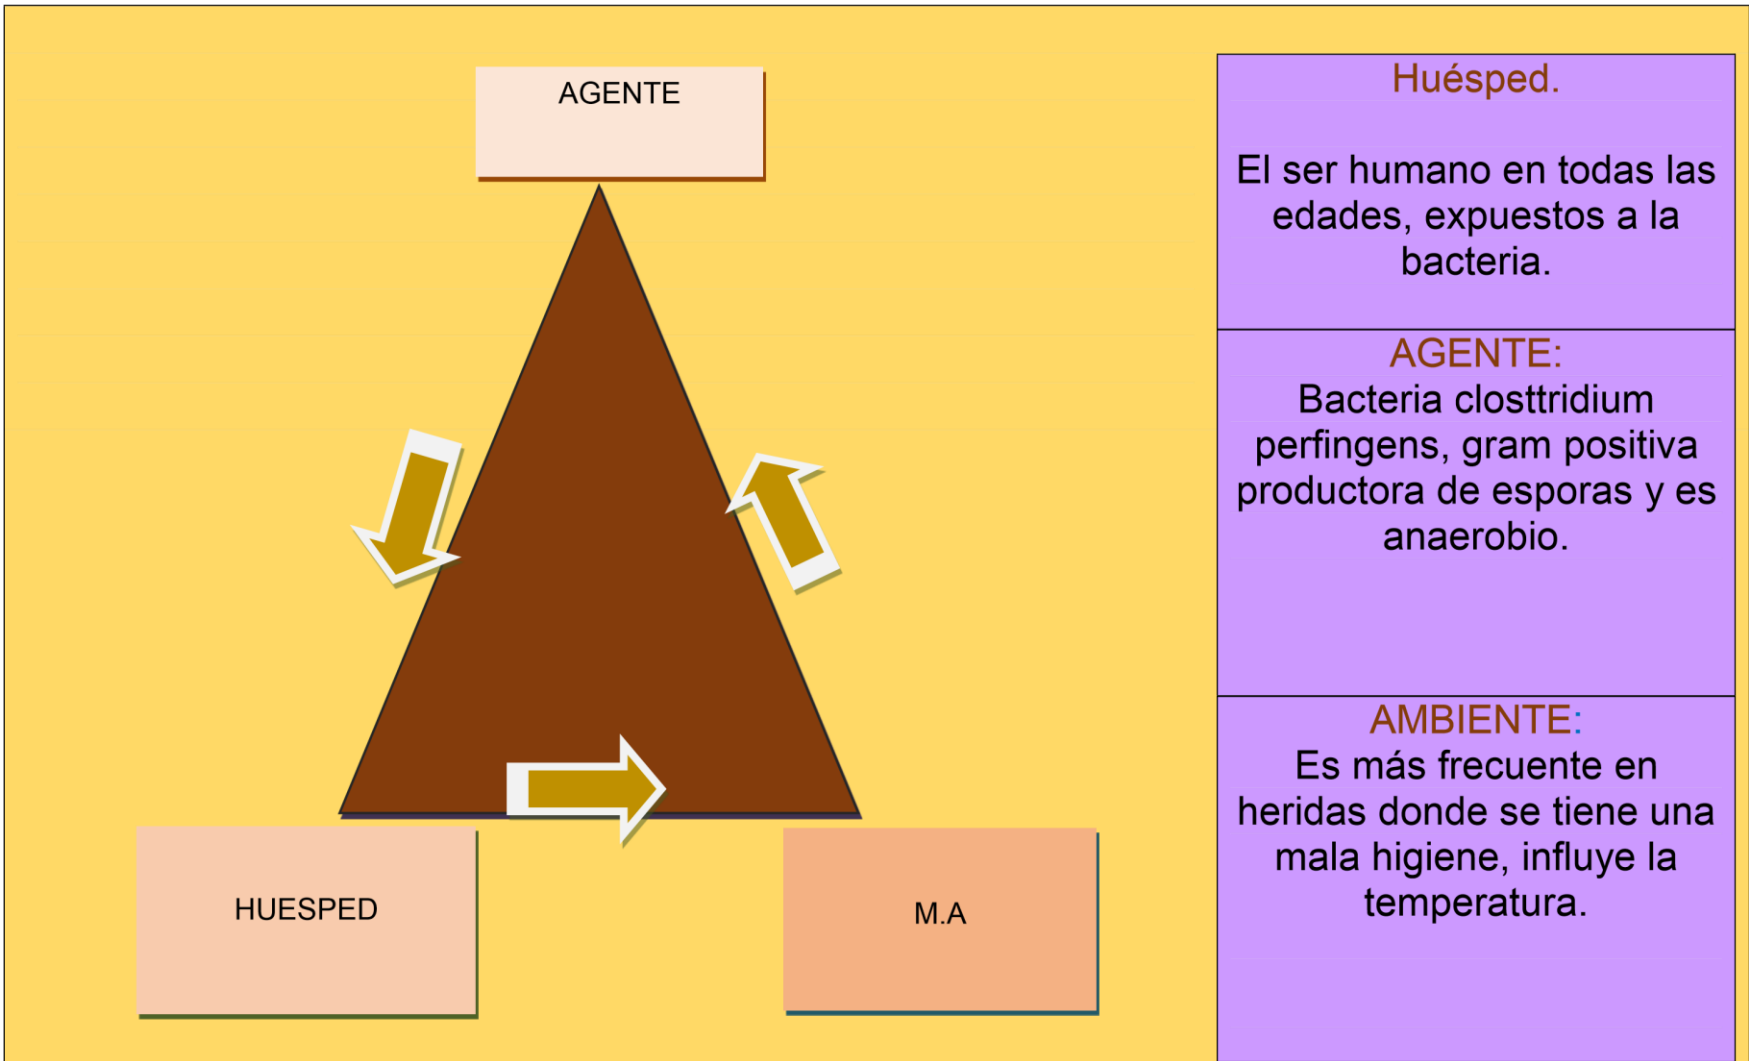 AGENTE
HUESPED
M.A
Huésped.
El ser humano en todas las
edades, expuestos a la
bacteria.
AGENTE:
Bacteria closttridium
perfingens, gram positiva
productora de esporas y es
anaerobio.
AMBIENTE:
Es más frecuente en
heridas donde se tiene una
mala higiene, influye la
temperatura.